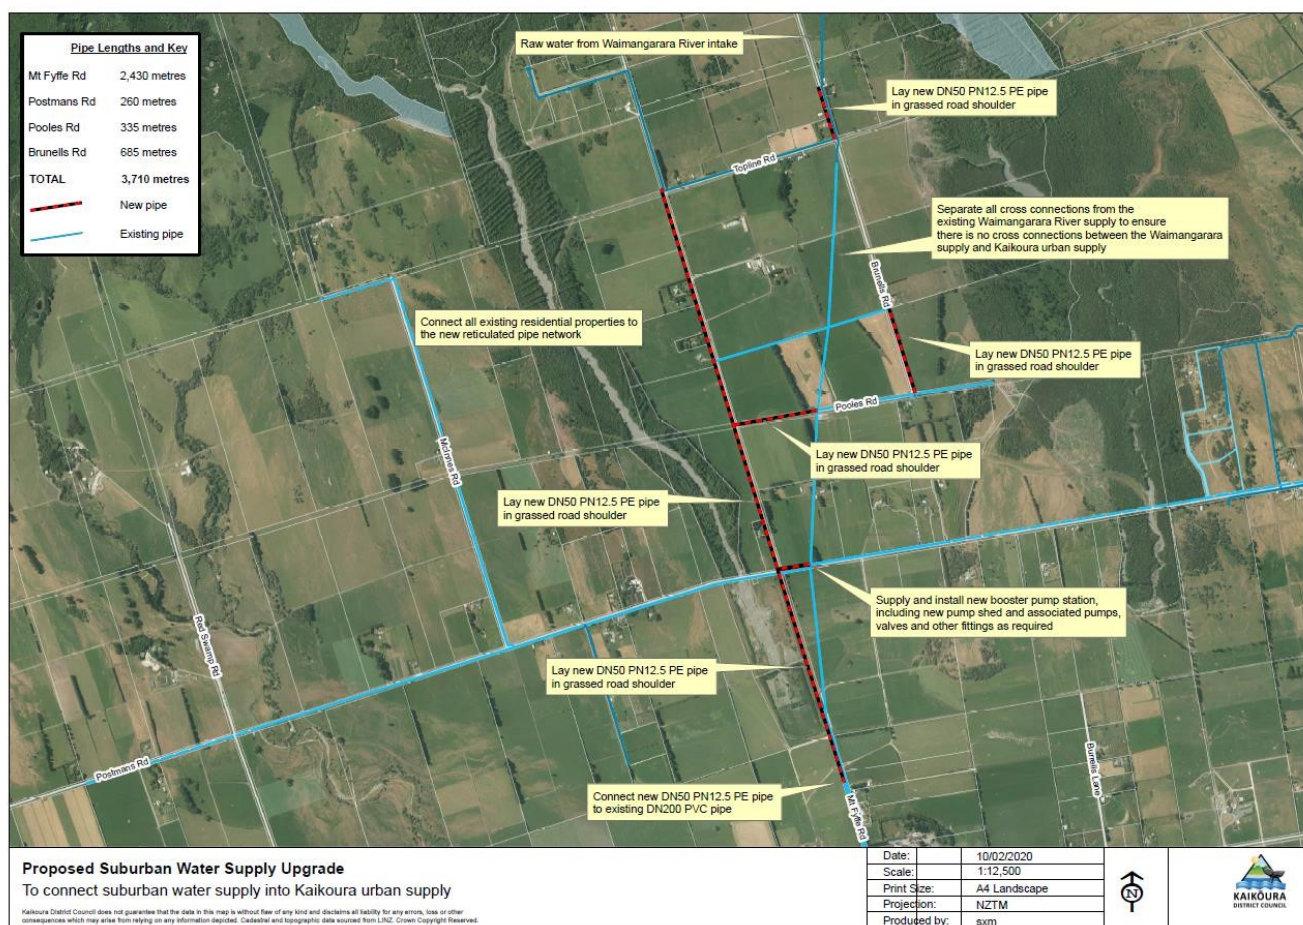 Pipe Lengths and Key
Mt Fyffe Rd 2,430 metres
Postmans Rd 260 metres
Pooles Rd 335 metres
Brunells Rd 685 metres
TOTAL 3,710 metres
New pipe
Existing pipe
Raw water from Waimangarara River intake
Lay new DN50 PN12.5 PE pipe
in grassed road shoulder
Topline Rd
Separate all cross connections from the
existing Waimangarara River supply to ensure
there is no cross connections between the Waimangarara
supply and Kaikoura urban supply
Brunells Rd
Connect all existing residential properties to
the new reticulated pipe network
Lay new DN50 PN12.5 PE pipe
in grassed road shoulder
Pooles Rd
McInnes Rd
Lay new DN50 PN12.5 PE pipe
in grassed road shoulder
Lay new DN50 PN12.5 PE pipe
in grassed road shoulder
Supply and install new booster pump station,
including new pump shed and associated pumps,
valves and other fittings as required
Red Swamp Rd
Lay new DN50 PN12.5 PE pipe
in grassed road shoulder
Postmans Rd
Burrells Lane
Connect new DN50 PN12.5 PE pipe
to existing DN200 PVC pipe
Mt Fyffe Rd
Proposed Suburban Water Supply Upgrade
To connect suburban water supply into Kaikoura urban supply
Kaikoura District Council does not guarantee that the data in this map is without flaw of any kind and disclaims all liability for any errors, loss or other
consequences which may arise from relying on any information depicted. Cadastral and topographic data sourced from LINZ. Crown Copyright Reserved.
Date: 10/02/2020
Scale: 1:12,500
Print Size: A4 Landscape
Projection: NZTM
Produced by: sxm
N
KAIKŌURA
DISTRICT COUNCIL